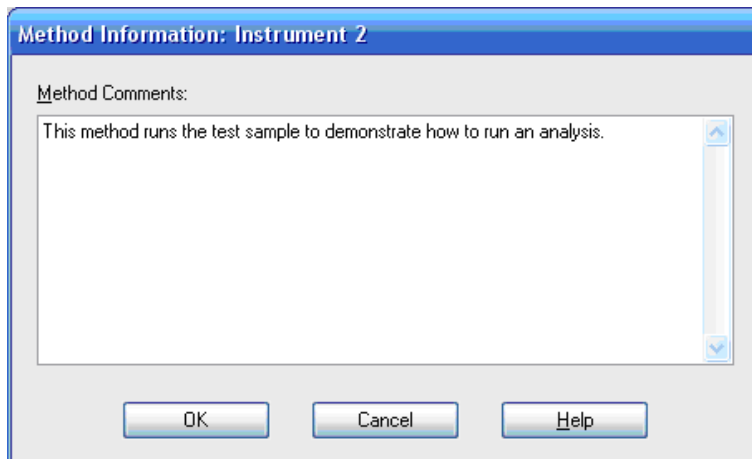 Method Information: Instrument 2
Method Comments:
This method runs the test sample to demonstrate how to run an analysis.
OK
Cancel
Help